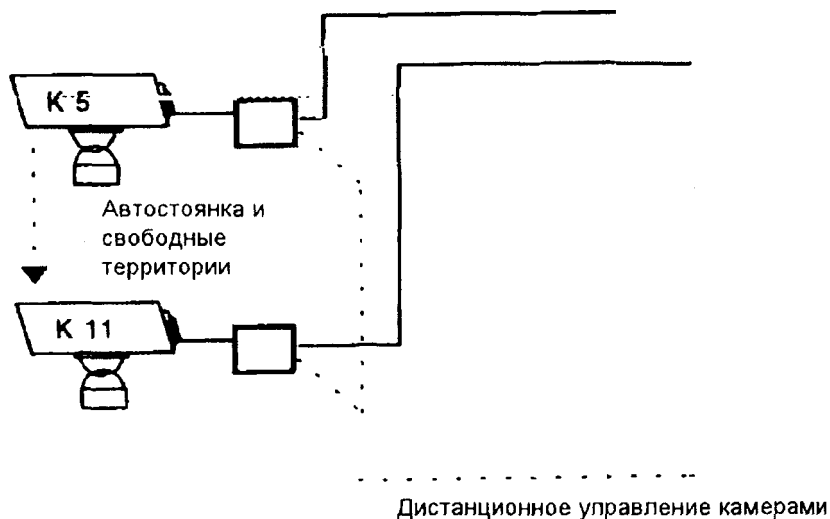 К 5
Автостоянка и
свободные
территории
К 11
Дистанционное управление камерами